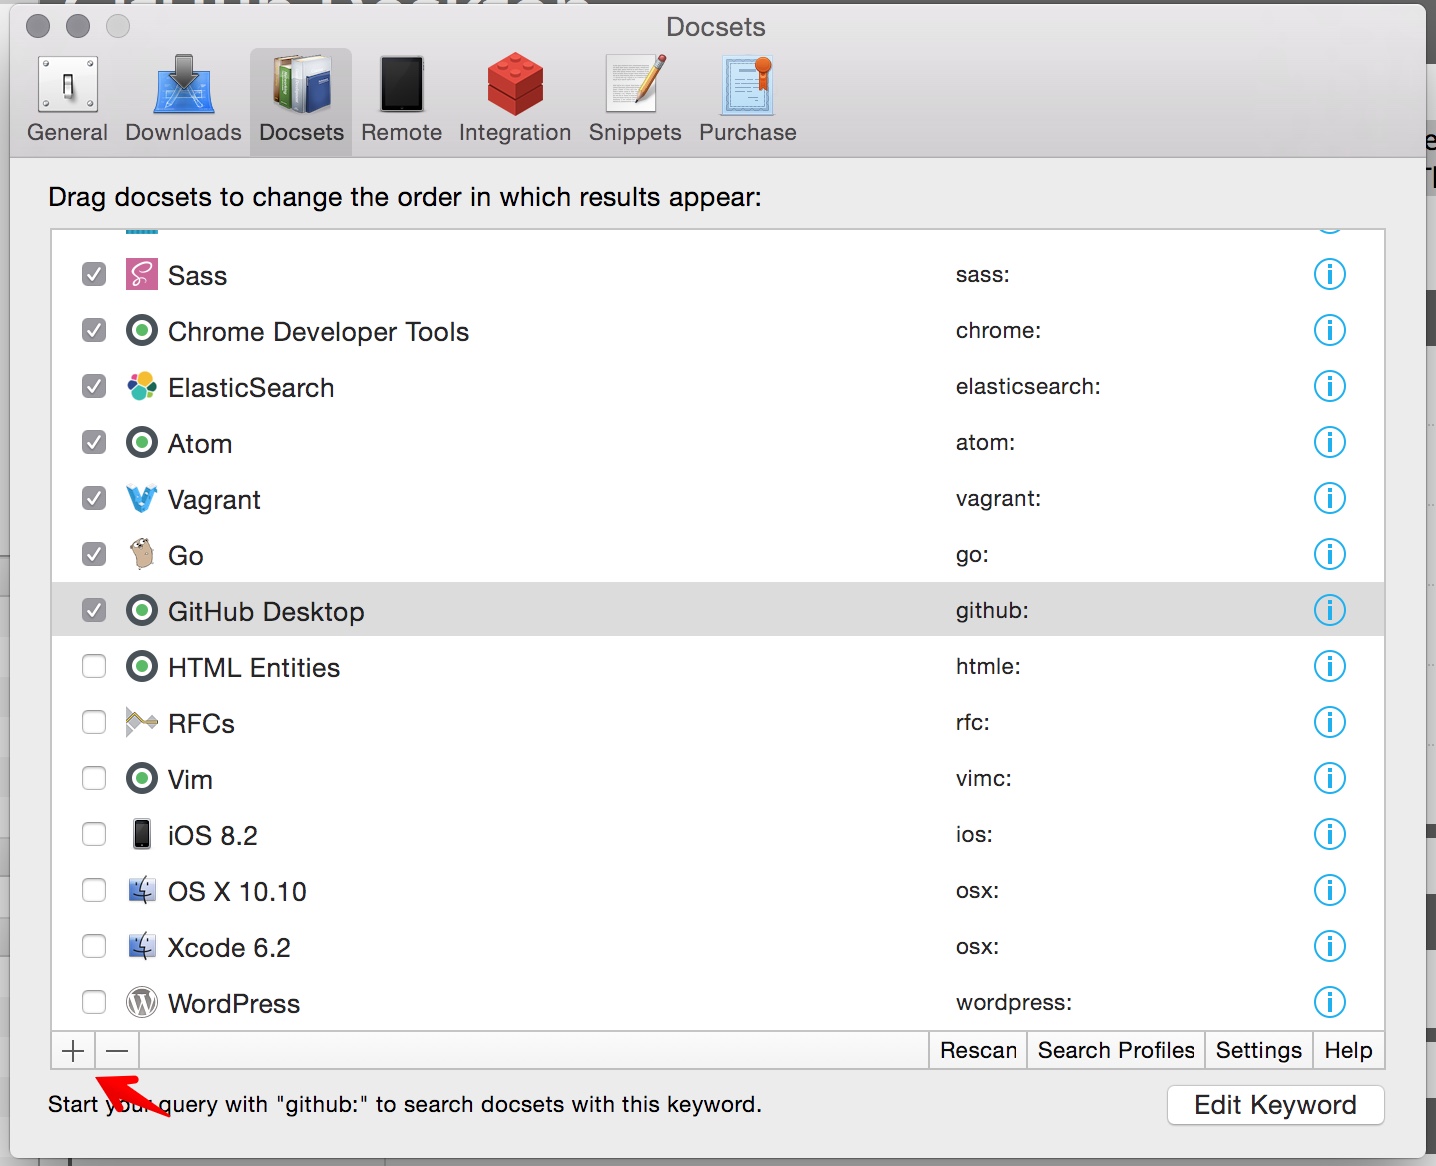 Docsets
General Downloads Docsets Remote Integration Snippets Purchase
Drag docsets to change the order in which results appear:
Sass sass:
Chrome Developer Tools chrome:
ElasticSearch elasticsearch:
Atom atom:
Vagrant vagrant:
Go go:
GitHub Desktop github:
HTML Entities htmle:
RFCs rfc:
Vim vimc:
iOS 8.2 ios:
OS X 10.10 osx:
Xcode 6.2 osx:
WordPress wordpress:
Rescan Search Profiles Settings Help
Start your query with "github:" to search docsets with this keyword.
Edit Keyword